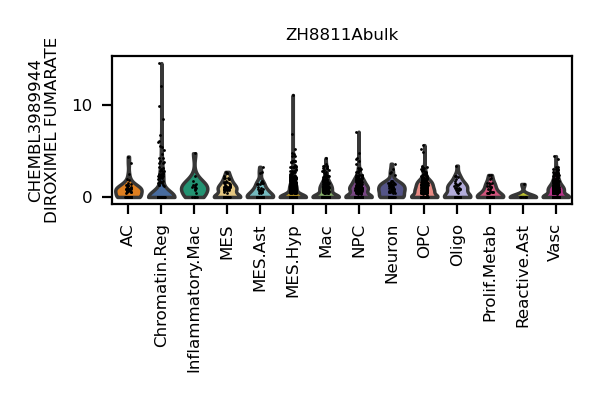 ZH8811Abulk
CHEMBL3989944
DIROXIMEL FUMARATE
10
0
AC
Chromatin.Reg
Inflammatory.Mac
MES
MES.Ast
MES.Hyp
Mac
NPC
Neuron
OPC
Oligo
Prolif.Metab
Reactive.Ast
Vasc